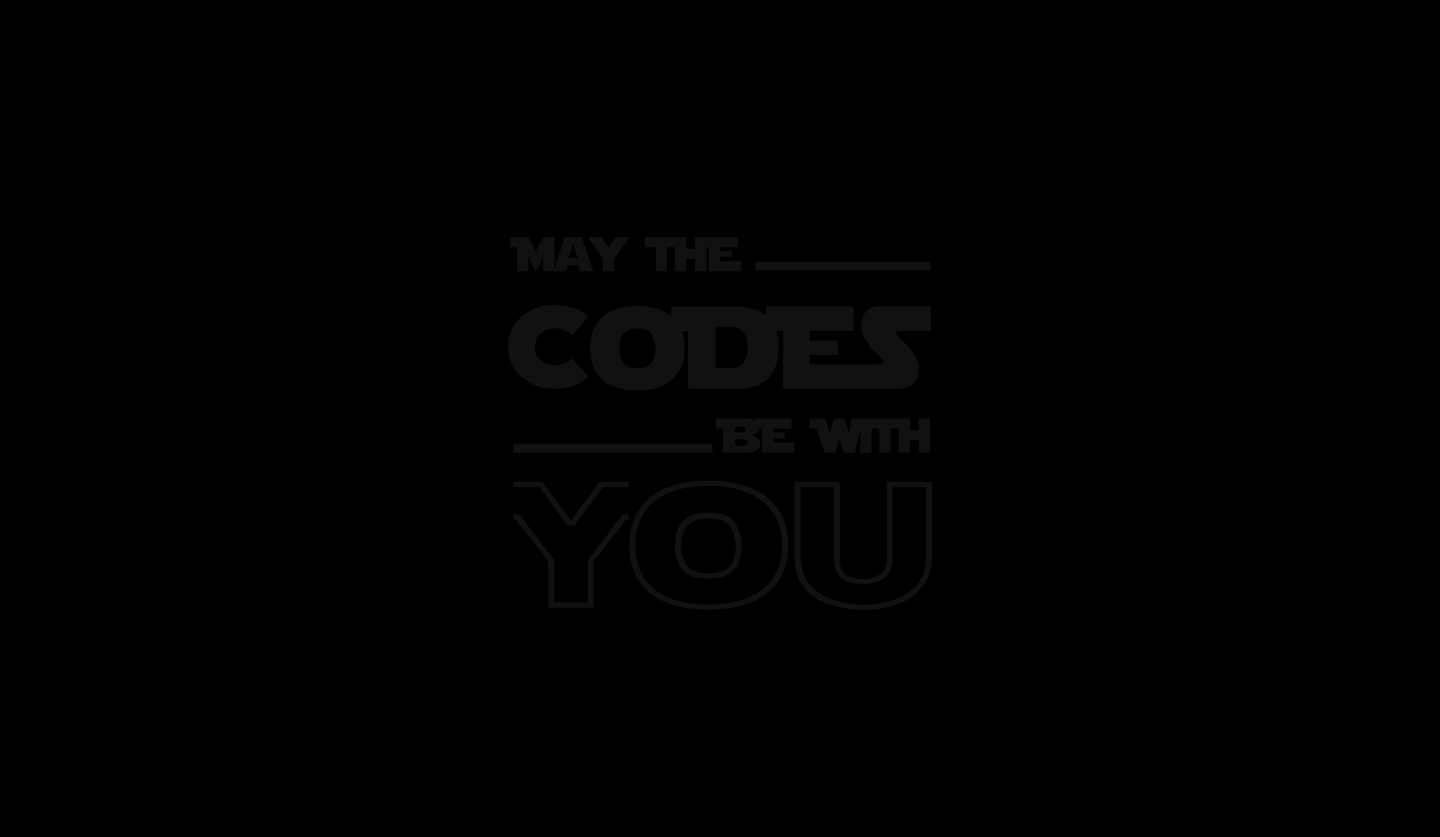 MAY THE
CODES
BE WITH
YOU